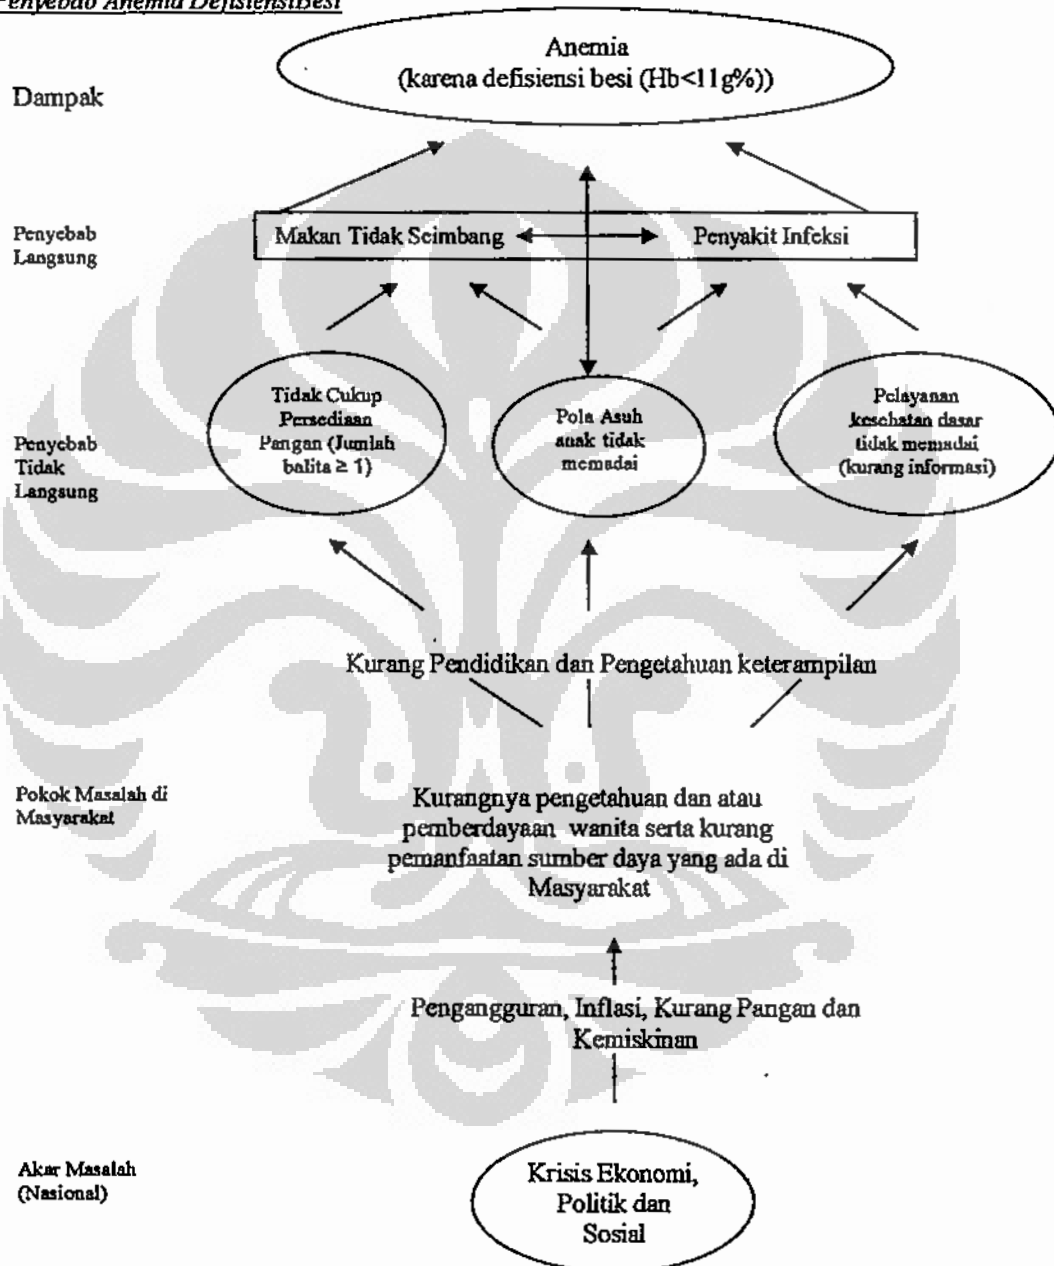 Penyebab Anemia DefisiensiBesi
Anemia
(karena defisiensi besi (Hb<11g%))
Dampak
Penyebab
Langsung
Makan Tidak Seimbang
Penyakit Infeksi
Penyebab
Tidak
Langsung
Tidak Cukup
Persediaan
Pangan (Jumlah
balita ≥ 1)
Pola Asuh
anak tidak
memadai
Pelayanan
kesehatan dasar
tidak memadai
(kurang informasi)
Kurang Pendidikan dan Pengetahuan keterampilan
Pokok Masalah di
Masyarakat
Kurangnya pengetahuan dan atau
pemberdayaan wanita serta kurang
pemanfaatan sumber daya yang ada di
Masyarakat
Pengangguran, Inflasi, Kurang Pangan dan
Kemiskinan
Akar Masalah
(Nasional)
Krisis Ekonomi,
Politik dan
Sosial